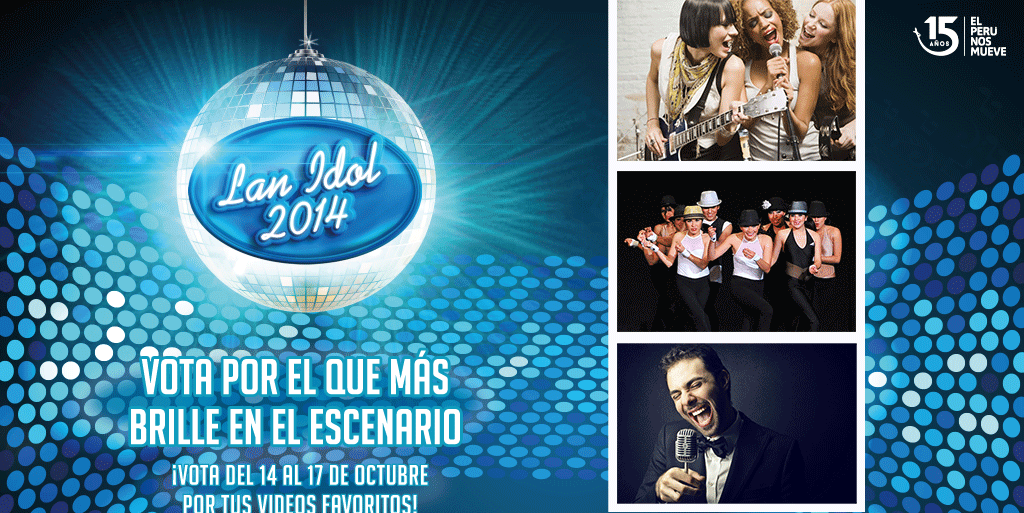 Lan Idol
2014
VOTA POR EL QUE MÁS
BRILLE EN EL ESCENARIO
¡VOTA DEL 14 AL 17 DE OCTUBRE
POR TUS VIDEOS FAVORITOS!
15
AÑOS
EL
PERU
NOS
MUEVE